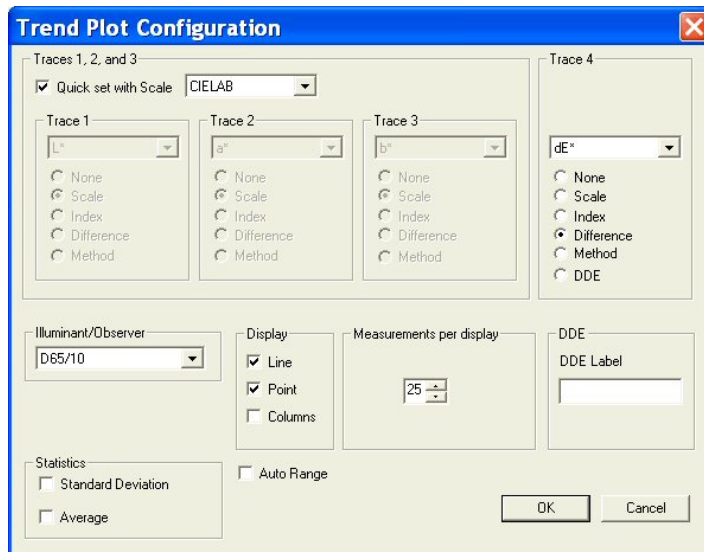 Trend Plot Configuration
Traces 1, 2, and 3
Quick set with Scale
CIELAB
Trace 1
L*
None
Scale
Index
Difference
Method
Trace 2
a*
None
Scale
Index
Difference
Method
Trace 3
b*
None
Scale
Index
Difference
Method
Trace 4
dE*
None
Scale
Index
Difference
Method
DDE
Illuminant/Observer
D65/10
Display
Line
Point
Columns
Measurements per display
25
DDE
DDE Label
Statistics
Standard Deviation
Average
Auto Range
OK
Cancel